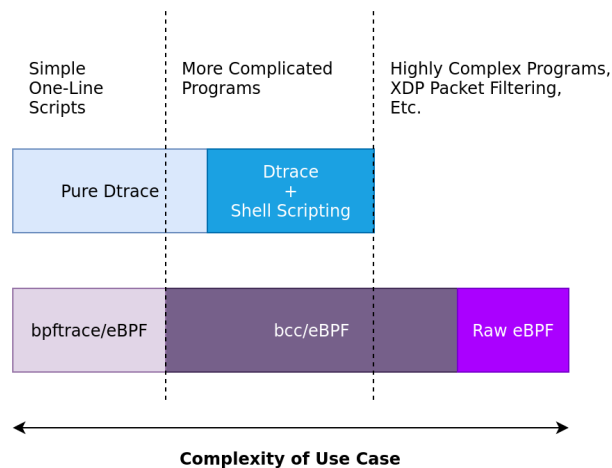 Simple
One-Line
Scripts
More Complicated
Programs
Highly Complex Programs,
XDP Packet Filtering,
Etc.
Pure Dtrace
Dtrace
+
Shell Scripting
bpftrace/eBPF
bcc/eBPF
Raw eBPF
Complexity of Use Case